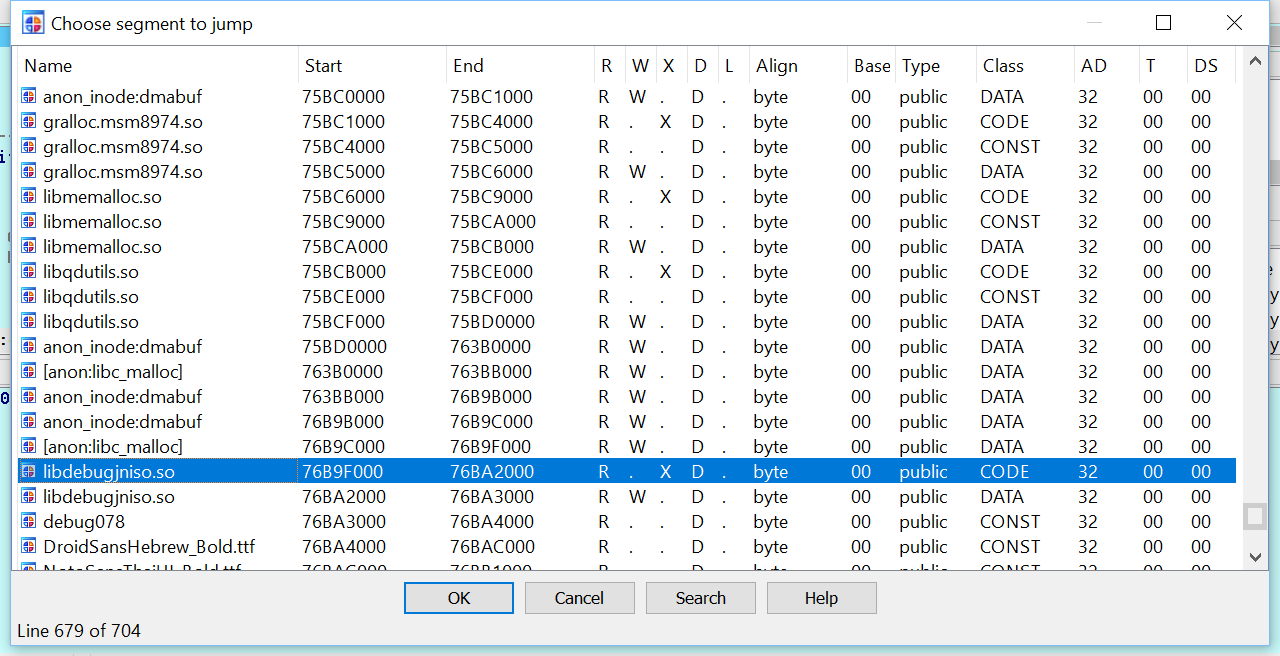 Choose segment to jump
Name Start End R W X D L Align Base Type Class AD T DS
anon_inode:dmabuf 75BC0000 75BC1000 R W . D . byte 00 public DATA 32 00 00
gralloc.msm8974.so 75BC1000 75BC4000 R . X D . byte 00 public CODE 32 00 00
gralloc.msm8974.so 75BC4000 75BC5000 R . . D . byte 00 public CONST 32 00 00
gralloc.msm8974.so 75BC5000 75BC6000 R W . D . byte 00 public DATA 32 00 00
libmemalloc.so 75BC6000 75BC9000 R . X D . byte 00 public CODE 32 00 00
libmemalloc.so 75BC9000 75BCA000 R . . D . byte 00 public CONST 32 00 00
libmemalloc.so 75BCA000 75BCB000 R W . D . byte 00 public DATA 32 00 00
libqdutils.so 75BCB000 75BCE000 R . X D . byte 00 public CODE 32 00 00
libqdutils.so 75BCE000 75BCF000 R . . D . byte 00 public CONST 32 00 00
libqdutils.so 75BCF000 75BD0000 R W . D . byte 00 public DATA 32 00 00
anon_inode:dmabuf 75BD0000 763B0000 R W . D . byte 00 public DATA 32 00 00
[anon:libc_malloc] 763B0000 763BB000 R W . D . byte 00 public DATA 32 00 00
anon_inode:dmabuf 763BB000 76B9B000 R W . D . byte 00 public DATA 32 00 00
anon_inode:dmabuf 76B9B000 76B9C000 R W . D . byte 00 public DATA 32 00 00
[anon:libc_malloc] 76B9C000 76B9F000 R W . D . byte 00 public DATA 32 00 00
libdebugjniso.so 76B9F000 76BA2000 R . X D . byte 00 public CODE 32 00 00
libdebugjniso.so 76BA2000 76BA3000 R W . D . byte 00 public DATA 32 00 00
debug078 76BA3000 76BA4000 R . . D . byte 00 public CONST 32 00 00
DroidSansHebrew_Bold.ttf 76BA4000 76BAC000 R . . D . byte 00 public CONST 32 00 00
OK Cancel Search Help
Line 679 of 704